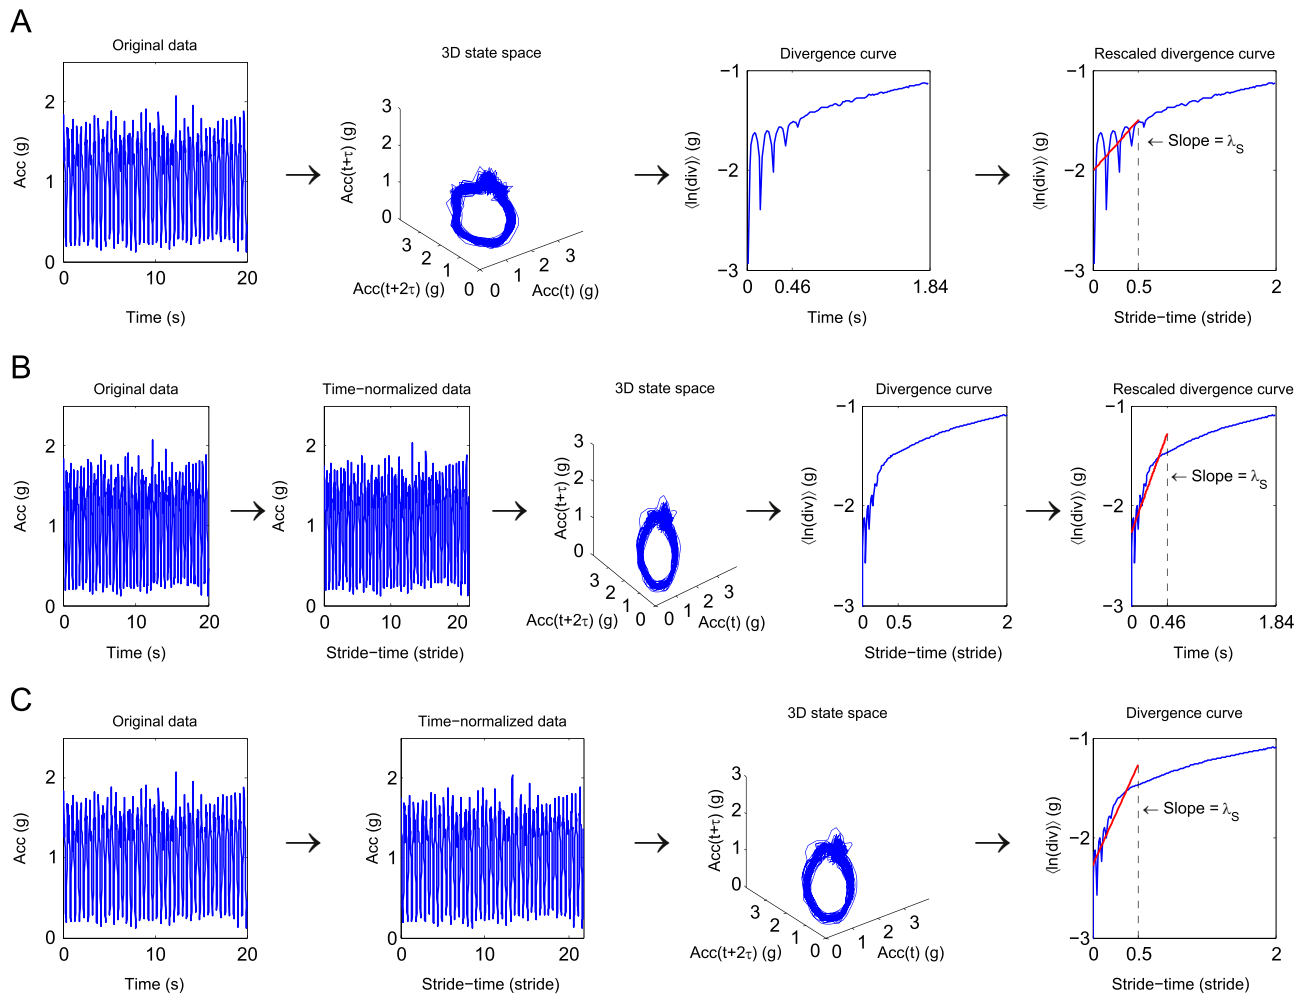 A
Original data
3D state space
Divergence curve
Rescaled divergence curve
Acc (g)
2
1
0
0 10 20
Time (s)
→
Acc(t+τ) (g)
3
2
1
0
3
2
1
0
0
1
2
3
Acc(t+2τ) (g)
Acc(t) (g)
→
⟨ln(div)⟩ (g)
−1
−2
−3
0 0.46 1.84
Time (s)
→
⟨ln(div)⟩ (g)
−1
−2
−3
← Slope = λS
0 0.5 2
Stride−time (stride)
B
Original data
Time−normalized data
3D state space
Divergence curve
Rescaled divergence curve
Acc (g)
2
1
0
0 10 20
Time (s)
→
Acc (g)
2
1
0
0 10 20
Stride−time (stride)
→
Acc(t+τ) (g)
3
2
1
0
3
2
1
0
0
1
2
3
Acc(t+2τ) (g)
Acc(t) (g)
→
⟨ln(div)⟩ (g)
−1
−2
−3
0 0.5 2
Stride−time (stride)
→
⟨ln(div)⟩ (g)
−1
−2
−3
← Slope = λS
0 0.46 1.84
Time (s)
C
Original data
Time−normalized data
3D state space
Divergence curve
Acc (g)
2
1
0
0 10 20
Time (s)
→
Acc (g)
2
1
0
0 10 20
Stride−time (stride)
→
Acc(t+τ) (g)
3
2
1
0
3
2
1
0
0
1
2
3
Acc(t+2τ) (g)
Acc(t) (g)
→
⟨ln(div)⟩ (g)
−1
−2
−3
← Slope = λS
0 0.5 2
Stride−time (stride)